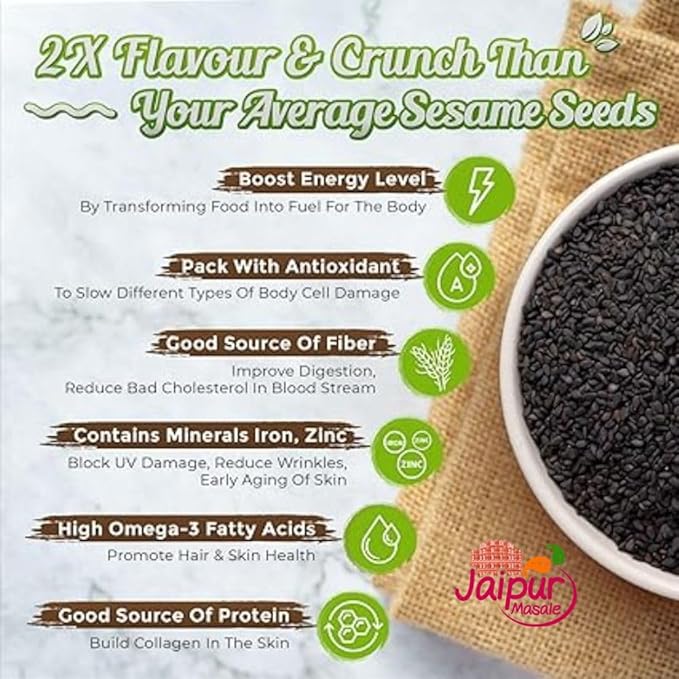 2X Flavour & Crunch Than
Your Average Sesame Seeds
Boost Energy Level
By Transforming Food Into Fuel For The Body
Pack With Antioxidant
A
To Slow Different Types Of Body Cell Damage
Good Source Of Fiber
Improve Digestion,
Reduce Bad Cholesterol In Blood Stream
Contains Minerals Iron, Zinc
IRON
ZINC
ZINC
Block UV Damage, Reduce Wrinkles,
Early Aging Of Skin
High Omega-3 Fatty Acids
Promote Hair & Skin Health
Good Source Of Protein
Build Collagen In The Skin
Jaipur
Masale